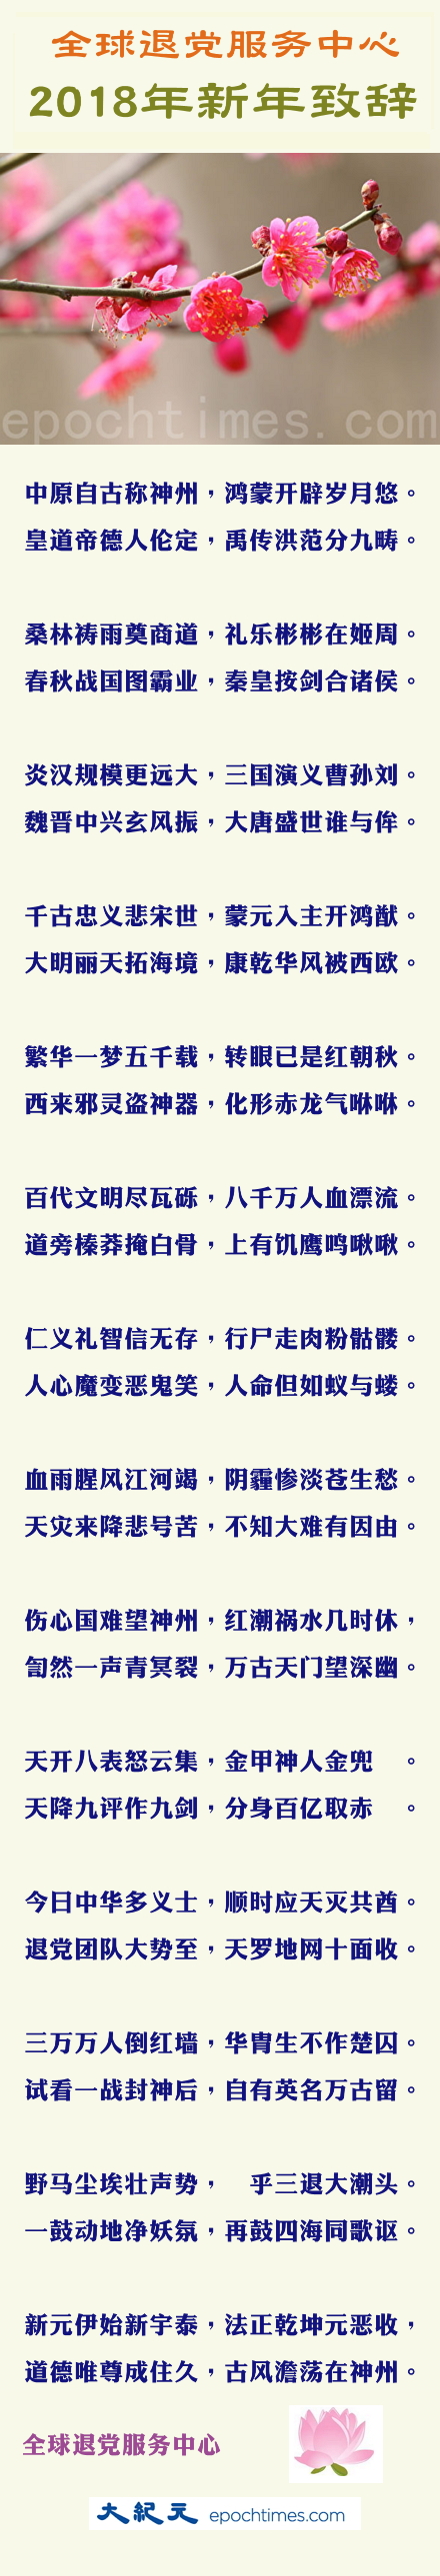 全球退党服务中心
2018年新年致辞
epochtimes.com
中原自古称神州，鸿蒙开辟岁月悠。
皇道帝德人伦定，禹传洪范分九畴。
桑林祷雨奠商道，礼乐彬彬在姬周。
春秋战国图霸业，秦皇按剑合诸侯。
炎汉规模更远大，三国演义曹孙刘。
魏晋中兴玄风振，大唐盛世谁与侔。
千古忠义悲宋世，蒙元入主开鸿猷。
大明丽天拓海境，康乾华风被西欧。
繁华一梦五千载，转眼已是红朝秋。
西来邪灵盗神器，化形赤龙气咻咻。
百代文明尽瓦砾，八千万人血漂流。
道旁榛莽掩白骨，上有饥鹰鸣啾啾。
仁义礼智信无存，行尸走肉粉骷髅。
人心魔变恶鬼笑，人命但如蚁与蝼。
血雨腥风江河竭，阴霾惨淡苍生愁。
天灾来降悲号苦，不知大难有因由。
伤心国难望神州，红潮祸水几时休，
訇然一声青冥裂，万古天门望深幽。
天开八表怒云集，金甲神人金兜　。
天降九评作九剑，分身百亿取赤　。
今日中华多义士，顺时应天灭共酋。
退党团队大势至，天罗地网十面收。
三万万人倒红墙，华胄生不作楚囚。
试看一战封神后，自有英名万古留。
野马尘埃壮声势，　乎三退大潮头。
一鼓动地净妖氛，再鼓四海同歌讴。
新元伊始新宇泰，法正乾坤元恶收，
道德唯尊成住久，古风澹荡在神州。
全球退党服务中心
大紀元 epochtimes.com